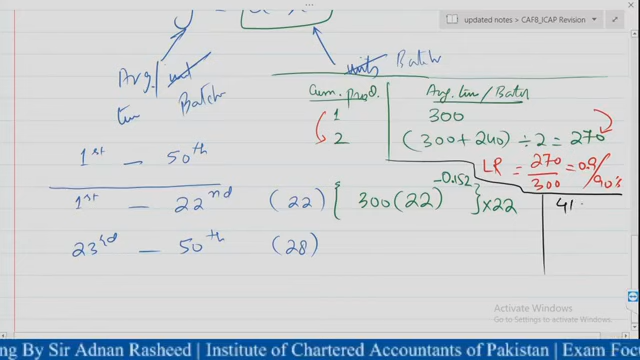 updated notes > CAF8_ICAP Revision
Avg. / unit
tim Batch
units Batch
Cum. prod. Avg. tim / Batch
1 300
2 (300 + 240) ÷ 2 = 270
LR = 270/300 = 0.9/90%
1st – 50th
1st – 22nd (22) { 300 (22)^-0.152 } × 22 41.
23rd – 50th (28)
Activate Windows
Go to Settings to activate Windows.
ing By Sir Adnan Rasheed | Institute of Chartered Accountants of Pakistan | Exam Focu